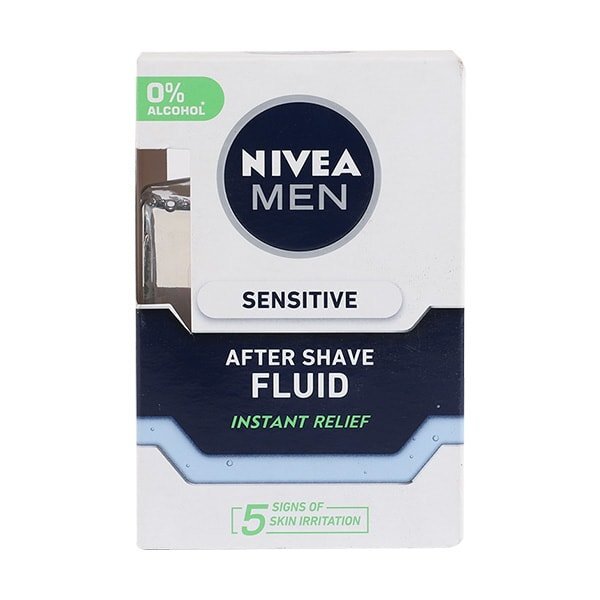 0%
ALCOHOL*
NIVEA
MEN
SENSITIVE
AFTER SHAVE
FLUID
INSTANT RELIEF
5 SIGNS OF
SKIN IRRITATION